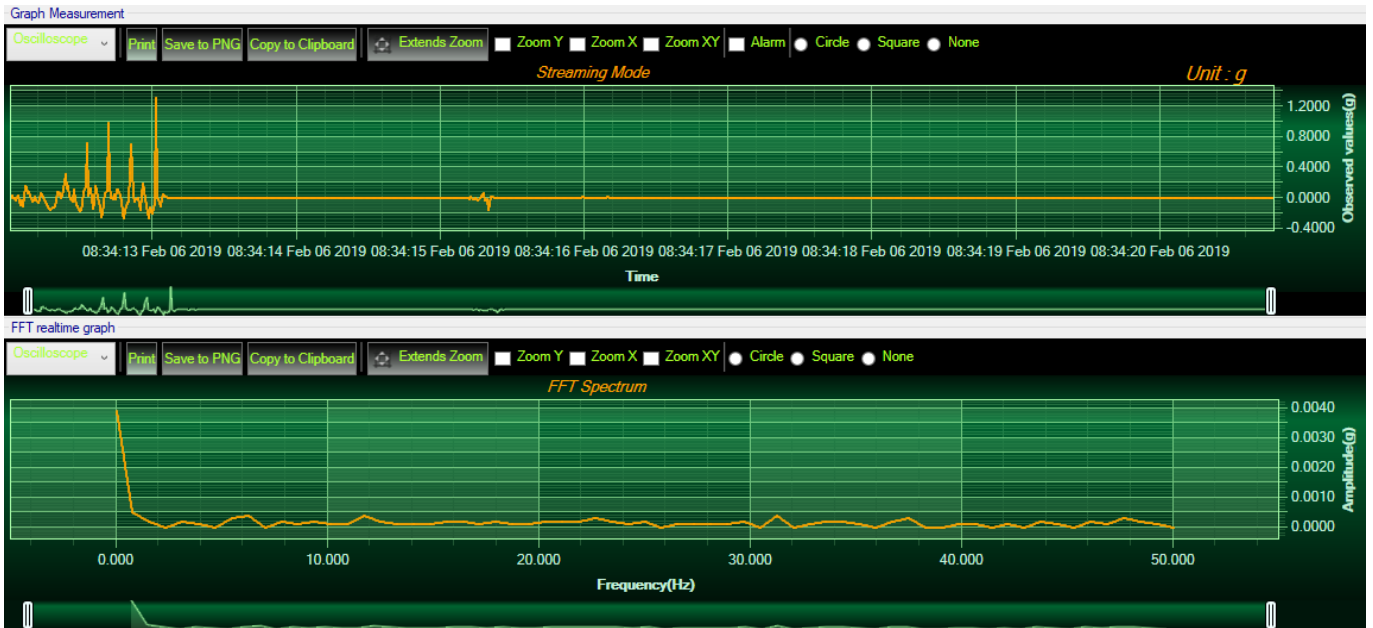 Graph Measurement
Oscilloscope Print Save to PNG Copy to Clipboard Extends Zoom Zoom Y Zoom X Zoom XY Alarm Circle Square None
Streaming Mode Unit : g
1.2000
0.8000
0.4000
0.0000
-0.4000
Observed values(g)
08:34:13 Feb 06 2019 08:34:14 Feb 06 2019 08:34:15 Feb 06 2019 08:34:16 Feb 06 2019 08:34:17 Feb 06 2019 08:34:18 Feb 06 2019 08:34:19 Feb 06 2019 08:34:20 Feb 06 2019
Time
FFT realtime graph
Oscilloscope Print Save to PNG Copy to Clipboard Extends Zoom Zoom Y Zoom X Zoom XY Circle Square None
FFT Spectrum
0.0040
0.0030
0.0020
0.0010
0.0000
Amplitude(g)
0.000 10.000 20.000 30.000 40.000 50.000
Frequency(Hz)